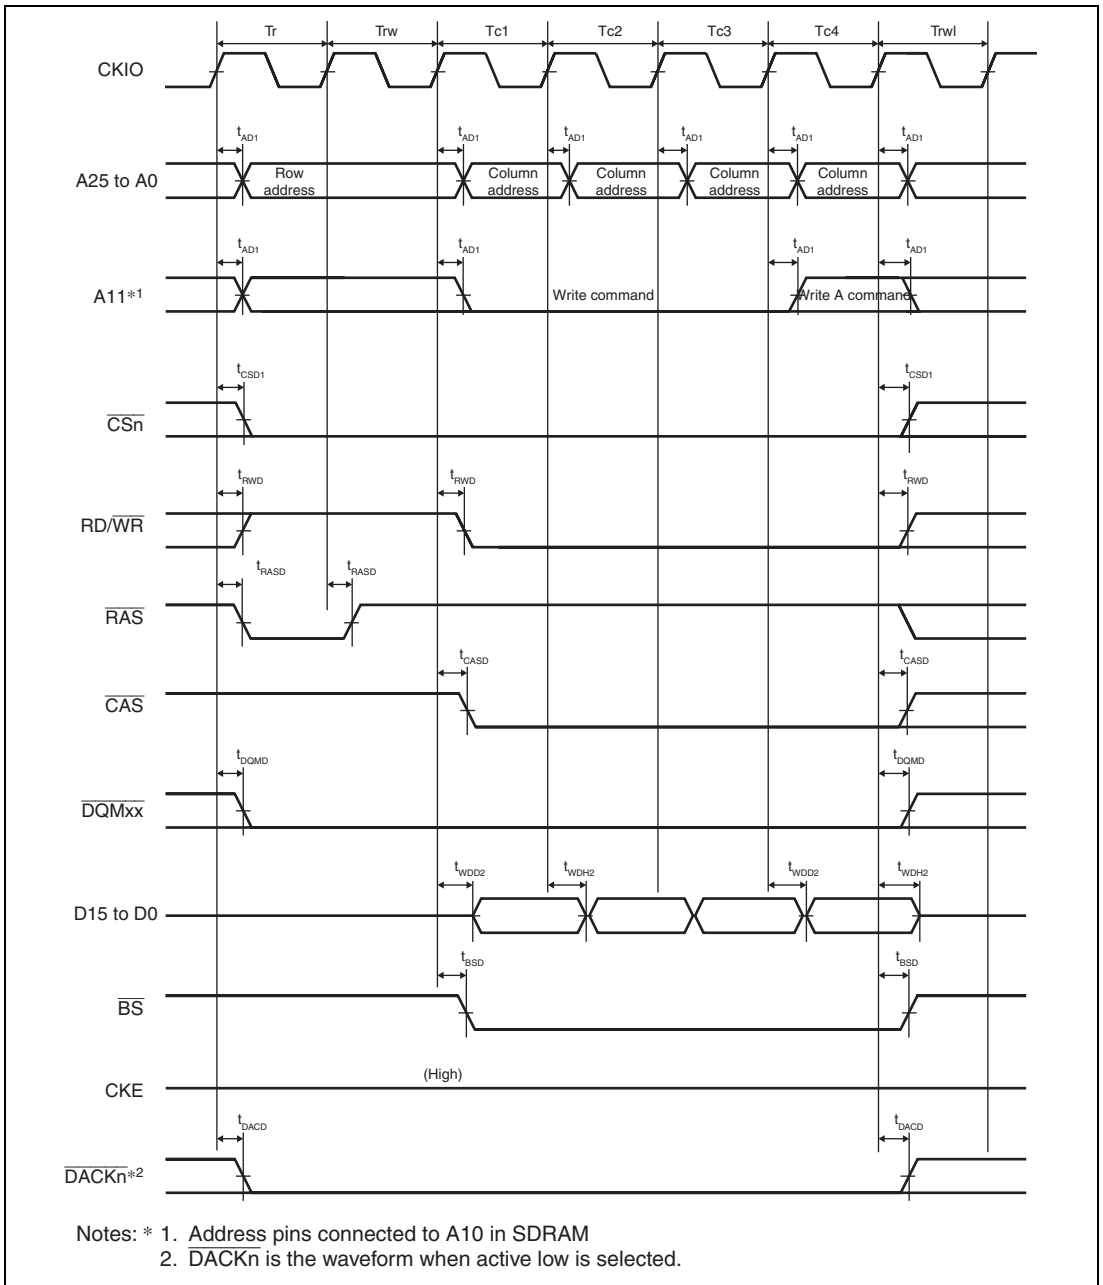 Tr Trw Tc1 Tc2 Tc3 Tc4 Trwl
CKIO
tAD1 tAD1 tAD1 tAD1 tAD1 tAD1
A25 to A0
Row address
Column address
Column address
Column address
Column address
tAD1 tAD1 tAD1 tAD1
A11*1
Write command
Write A command
tCSD1 tCSD1
CSn
tRWD tRWD tRWD
RD/WR
tRASD tRASD
RAS
tCASD tCASD
CAS
tDQMD tDQMD
DQMxx
tWDD2 tWDH2 tWDD2 tWDH2
D15 to D0
tBSD tBSD
BS
(High)
CKE
tDACD tDACD
DACKn*2
Notes: * 1. Address pins connected to A10 in SDRAM
2. DACKn is the waveform when active low is selected.